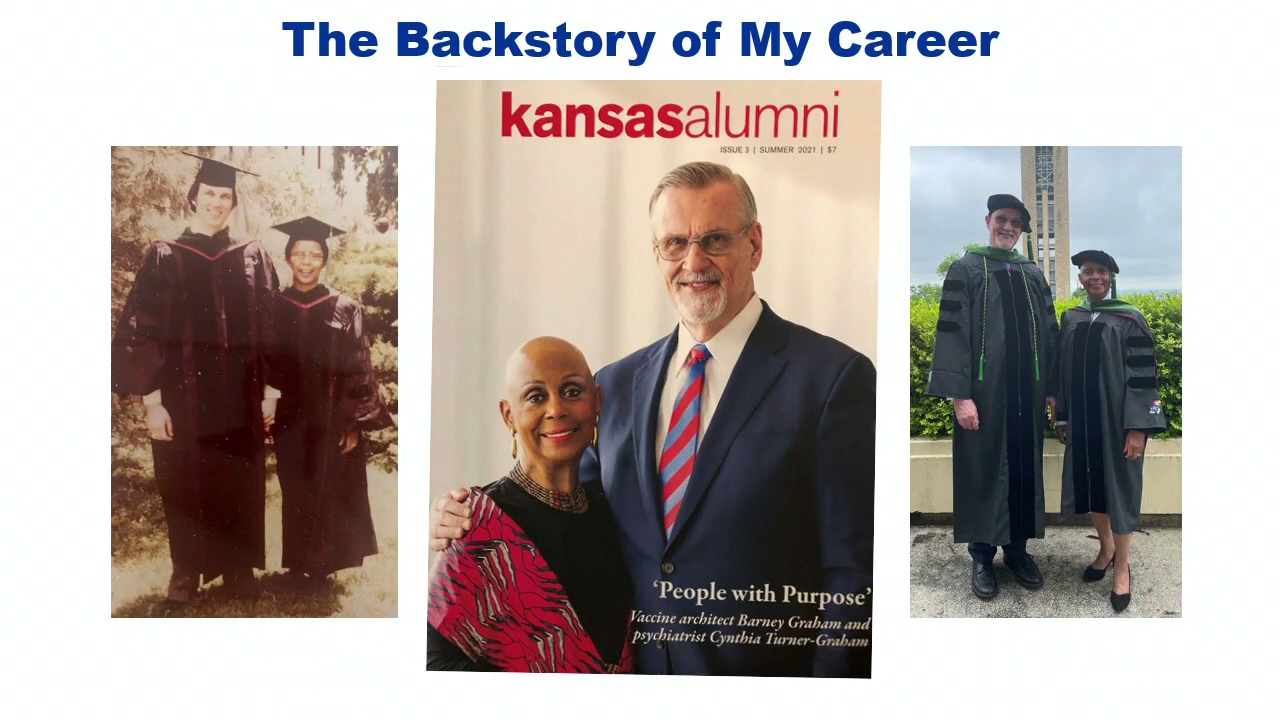 The Backstory of My Career
kansasalumni
ISSUE 3 | SUMMER 2021 | $7
‘People with Purpose’
Vaccine architect Barney Graham and
psychiatrist Cynthia Turner-Graham